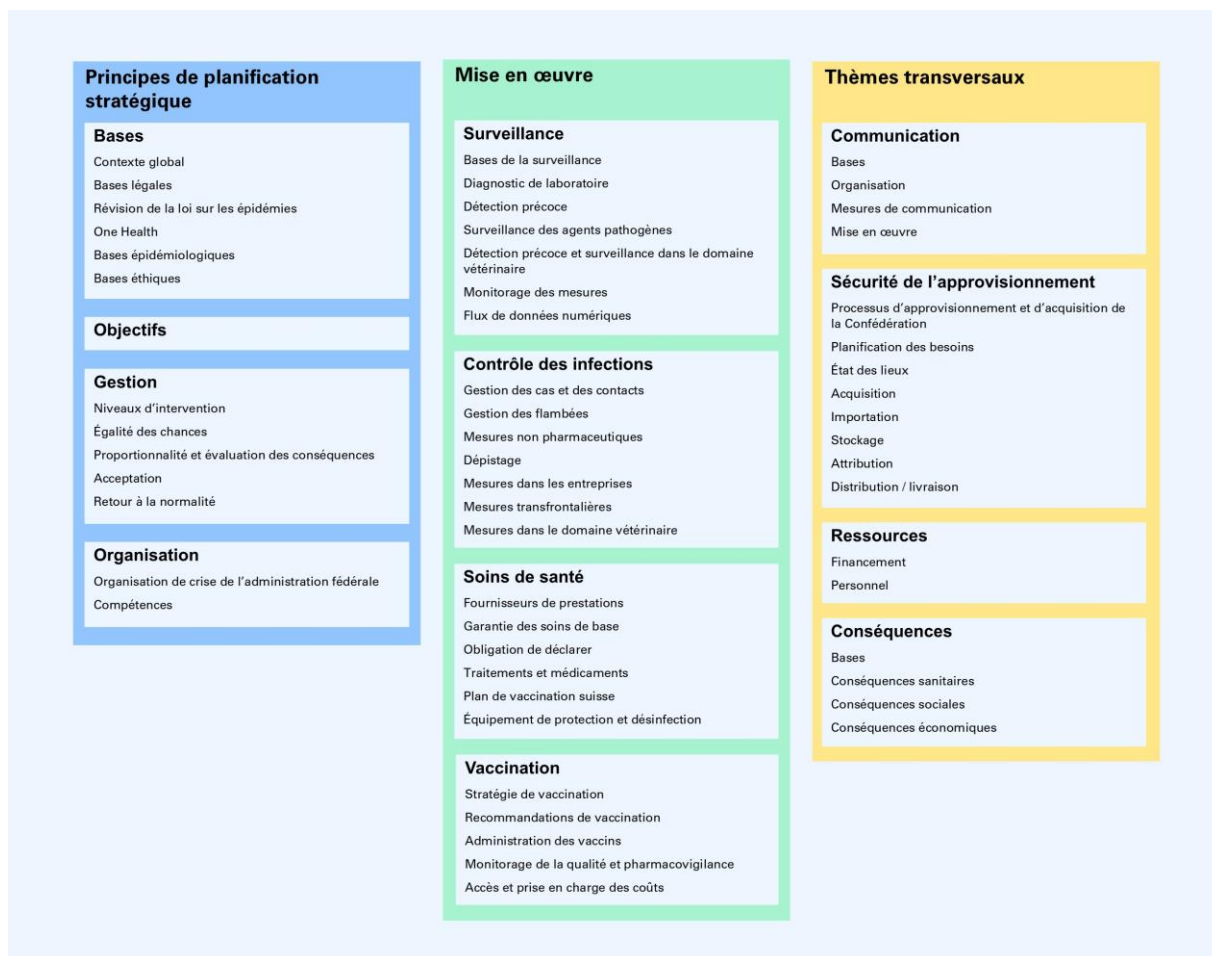 Principes de planification
stratégique
Bases
Contexte global
Bases légales
Révision de la loi sur les épidémies
One Health
Bases épidémiologiques
Bases éthiques
Objectifs
Gestion
Niveaux d’intervention
Égalité des chances
Proportionnalité et évaluation des conséquences
Acceptation
Retour à la normalité
Organisation
Organisation de crise de l’administration fédérale
Compétences
Mise en œuvre
Surveillance
Bases de la surveillance
Diagnostic de laboratoire
Détection précoce
Surveillance des agents pathogènes
Détection précoce et surveillance dans le domaine
vétérinaire
Monitorage des mesures
Flux de données numériques
Contrôle des infections
Gestion des cas et des contacts
Gestion des flambées
Mesures non pharmaceutiques
Dépistage
Mesures dans les entreprises
Mesures transfrontalières
Mesures dans le domaine vétérinaire
Soins de santé
Fournisseurs de prestations
Garantie des soins de base
Obligation de déclarer
Traitements et médicaments
Plan de vaccination suisse
Équipement de protection et désinfection
Vaccination
Stratégie de vaccination
Recommandations de vaccination
Administration des vaccins
Monitorage de la qualité et pharmacovigilance
Accès et prise en charge des coûts
Thèmes transversaux
Communication
Bases
Organisation
Mesures de communication
Mise en œuvre
Sécurité de l’approvisionnement
Processus d’approvisionnement et d’acquisition de
la Confédération
Planification des besoins
État des lieux
Acquisition
Importation
Stockage
Attribution
Distribution / livraison
Ressources
Financement
Personnel
Conséquences
Bases
Conséquences sanitaires
Conséquences sociales
Conséquences économiques